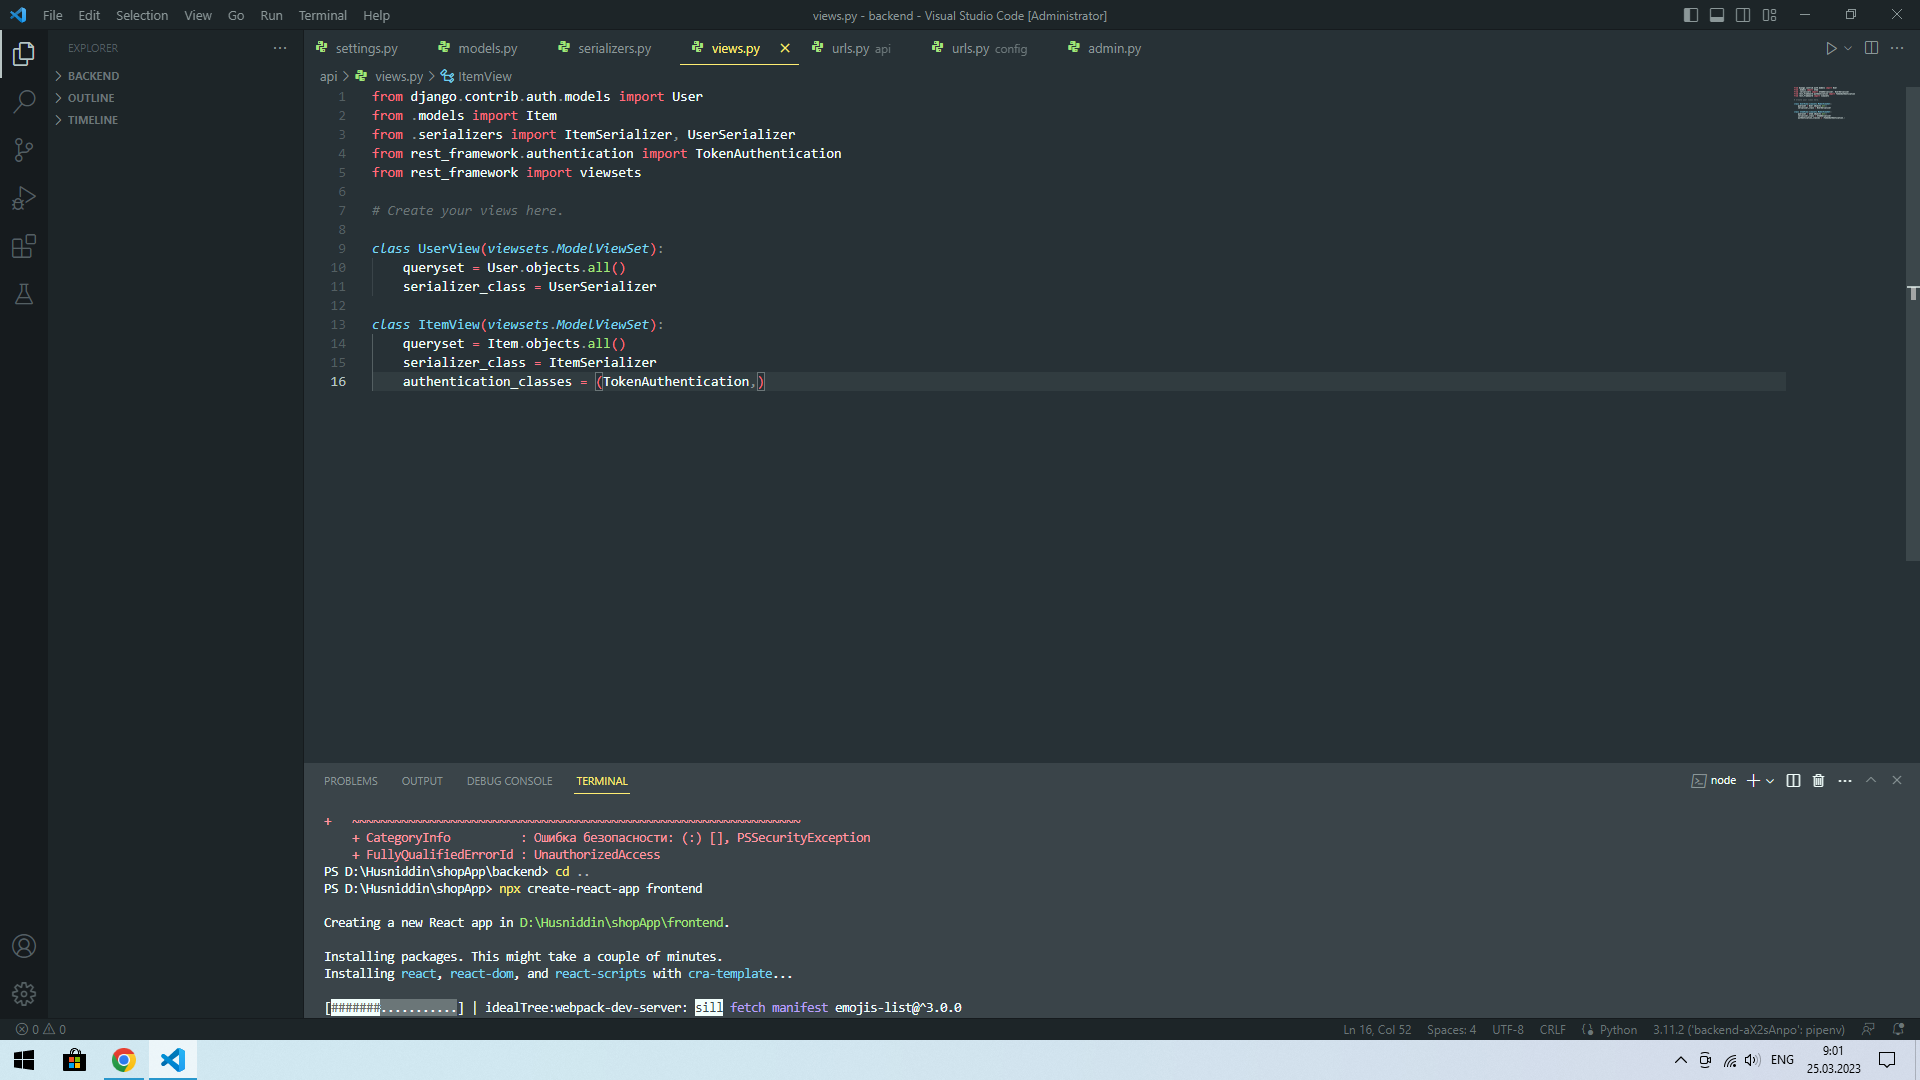 File Edit Selection View Go Run Terminal Help
views.py - backend - Visual Studio Code [Administrator]
EXPLORER
BACKEND
OUTLINE
TIMELINE
settings.py models.py serializers.py views.py urls.py api urls.py config admin.py
api > views.py > ItemView
1 from django.contrib.auth.models import User
2 from .models import Item
3 from .serializers import ItemSerializer, UserSerializer
4 from rest_framework.authentication import TokenAuthentication
5 from rest_framework import viewsets
6
7 # Create your views here.
8
9 class UserView(viewsets.ModelViewSet):
10 queryset = User.objects.all()
11 serializer_class = UserSerializer
12
13 class ItemView(viewsets.ModelViewSet):
14 queryset = Item.objects.all()
15 serializer_class = ItemSerializer
16 authentication_classes = (TokenAuthentication,)
PROBLEMS OUTPUT DEBUG CONSOLE TERMINAL
node
+ ~~~~~~~~~~~~~~~~~~~~~~~~~~~~~~~~~~~~~~~~~~~~~~~~~~~~~~~~~~~~~~~~
+ CategoryInfo : Ошибка безопасности: (:) [], PSSecurityException
+ FullyQualifiedErrorId : UnauthorizedAccess
PS D:\Husniddin\shopApp\backend> cd ..
PS D:\Husniddin\shopApp> npx create-react-app frontend
Creating a new React app in D:\Husniddin\shopApp\frontend.
Installing packages. This might take a couple of minutes.
Installing react, react-dom, and react-scripts with cra-template...
[#######...........] | idealTree:webpack-dev-server: sill fetch manifest emojis-list@^3.0.0
0 0
Ln 16, Col 52 Spaces: 4 UTF-8 CRLF Python 3.11.2 ('backend-aX2sAnpo': pipenv)
ENG
9:01
25.03.2023